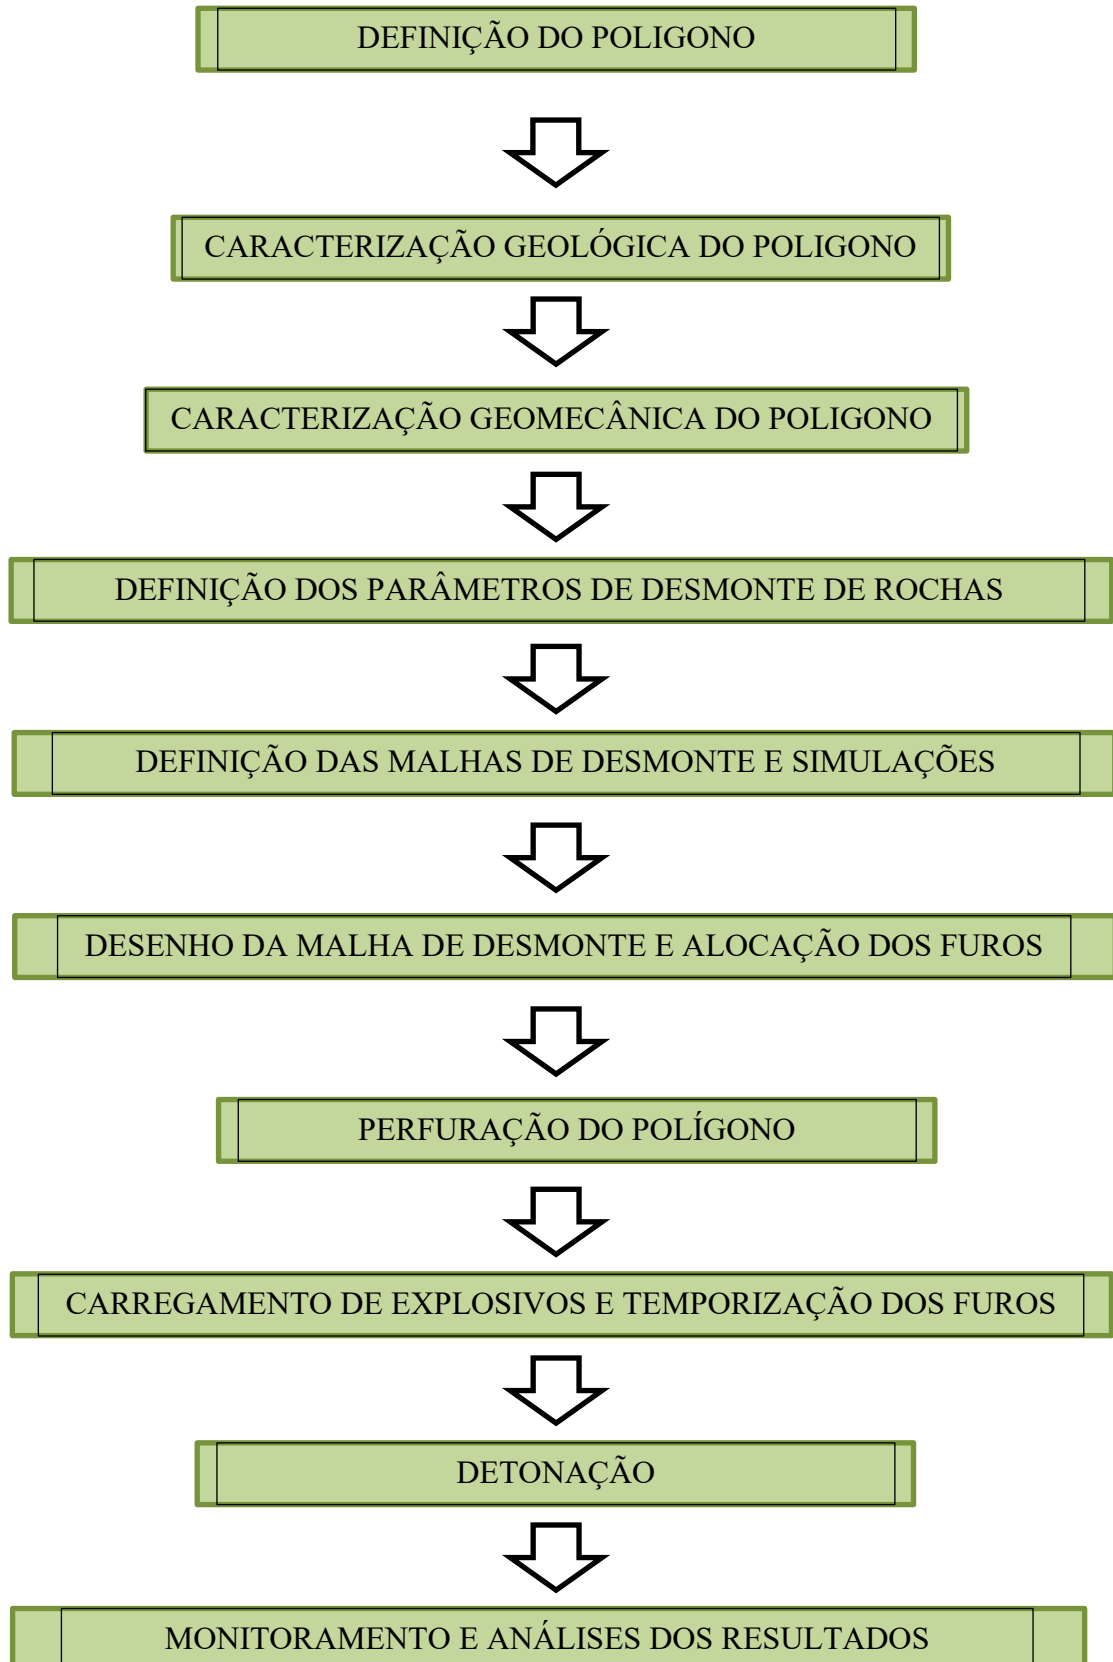 DEFINIÇÃO DO POLIGONO
CARACTERIZAÇÃO GEOLÓGICA DO POLIGONO
CARACTERIZAÇÃO GEOMECÂNICA DO POLIGONO
DEFINIÇÃO DOS PARÂMETROS DE DESMONTE DE ROCHAS
DEFINIÇÃO DAS MALHAS DE DESMONTE E SIMULAÇÕES
DESENHO DA MALHA DE DESMONTE E ALOCAÇÃO DOS FUROS
PERFURAÇÃO DO POLÍGONO
CARREGAMENTO DE EXPLOSIVOS E TEMPORIZAÇÃO DOS FUROS
DETONAÇÃO
MONITORAMENTO E ANÁLISES DOS RESULTADOS